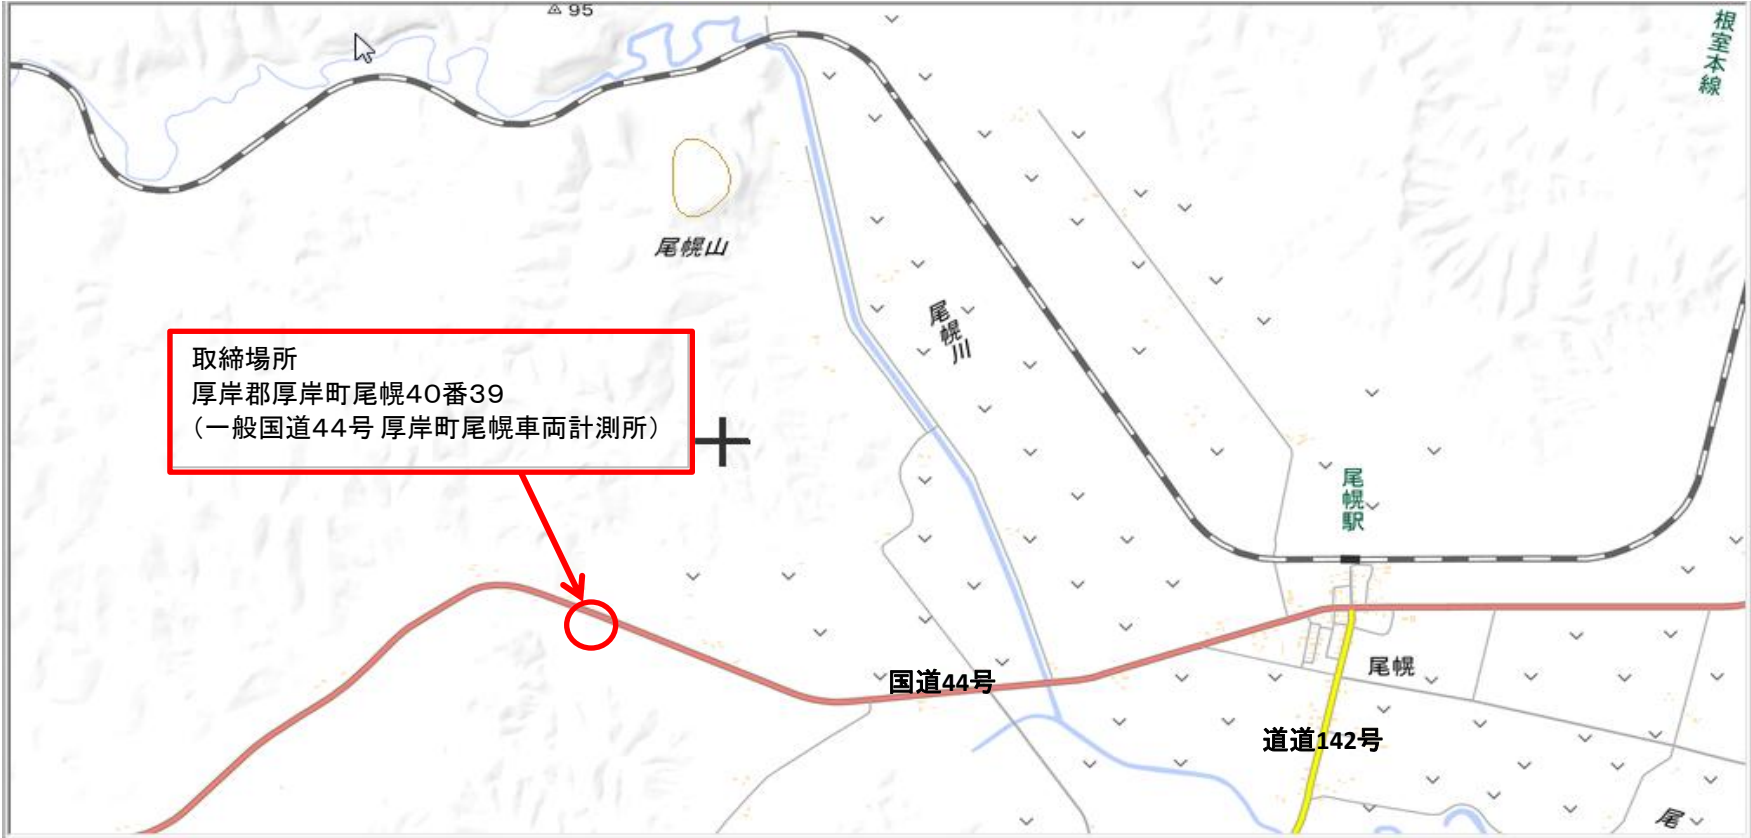 95
根室本線
尾幌山
尾幌川
取締場所
厚岸郡厚岸町尾幌40番39
（一般国道44号 厚岸町尾幌車両計測所）
尾幌駅
国道44号
尾幌
道道142号
尾